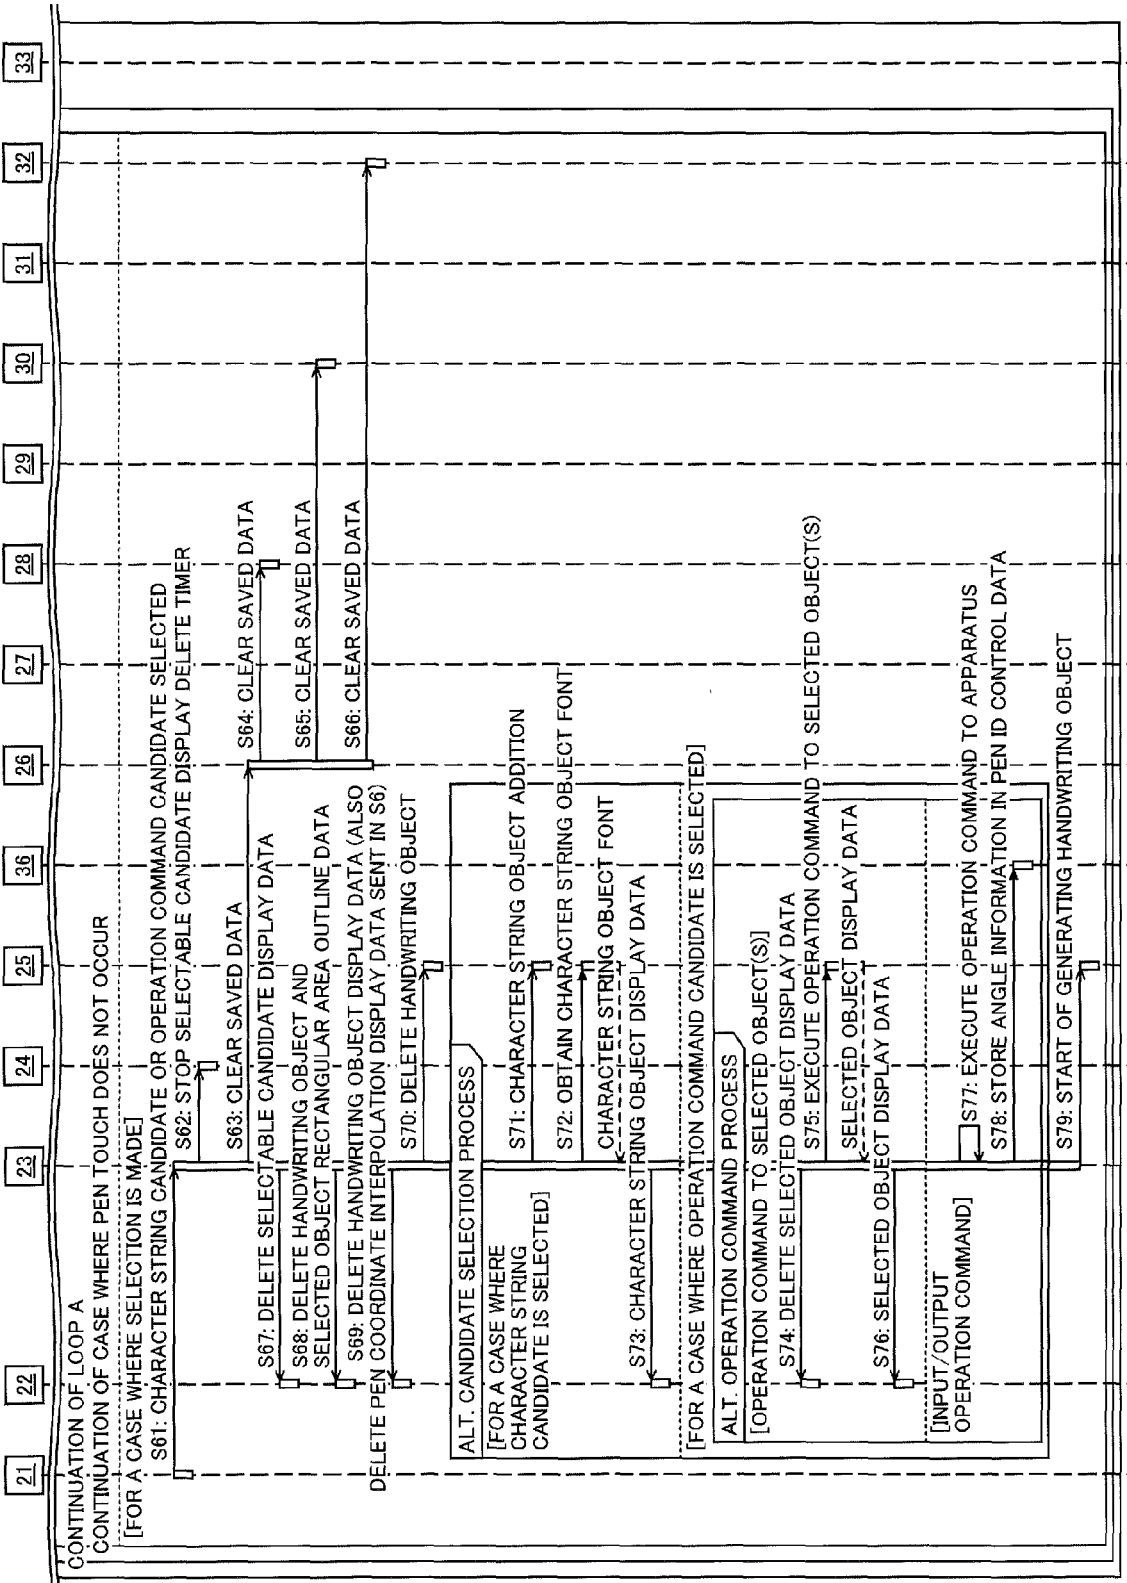 21
22
23
24
25
36
26
27
28
29
30
31
32
33
CONTINUATION OF LOOP A
CONTINUATION OF CASE WHERE PEN TOUCH DOES NOT OCCUR
[FOR A CASE WHERE SELECTION IS MADE]
S61: CHARACTER STRING CANDIDATE OR OPERATION COMMAND CANDIDATE SELECTED
S62: STOP SELECTABLE CANDIDATE DISPLAY DELETE TIMER
S63: CLEAR SAVED DATA
S64: CLEAR SAVED DATA
S65: CLEAR SAVED DATA
S66: CLEAR SAVED DATA
S67: DELETE SELECTABLE CANDIDATE DISPLAY DATA
S68: DELETE HANDWRITING OBJECT AND
SELECTED OBJECT RECTANGULAR AREA OUTLINE DATA
S69: DELETE HANDWRITING OBJECT DISPLAY DATA (ALSO
DELETE PEN COORDINATE INTERPOLATION DISPLAY DATA SENT IN S6)
S70: DELETE HANDWRITING OBJECT
ALT. CANDIDATE SELECTION PROCESS
[FOR A CASE WHERE
CHARACTER STRING
CANDIDATE IS SELECTED]
S71: CHARACTER STRING OBJECT ADDITION
S72: OBTAIN CHARACTER STRING OBJECT FONT
CHARACTER STRING OBJECT FONT
S73: CHARACTER STRING OBJECT DISPLAY DATA
[FOR A CASE WHERE OPERATION COMMAND CANDIDATE IS SELECTED]
ALT. OPERATION COMMAND PROCESS
[OPERATION COMMAND TO SELECTED OBJECT(S)]
S74: DELETE SELECTED OBJECT DISPLAY DATA
S75: EXECUTE OPERATION COMMAND TO SELECTED OBJECT(S)
SELECTED OBJECT DISPLAY DATA
S76: SELECTED OBJECT DISPLAY DATA
[INPUT/OUTPUT
OPERATION COMMAND]
S77: EXECUTE OPERATION COMMAND TO APPARATUS
S78: STORE ANGLE INFORMATION IN PEN ID CONTROL DATA
S79: START OF GENERATING HANDWRITING OBJECT